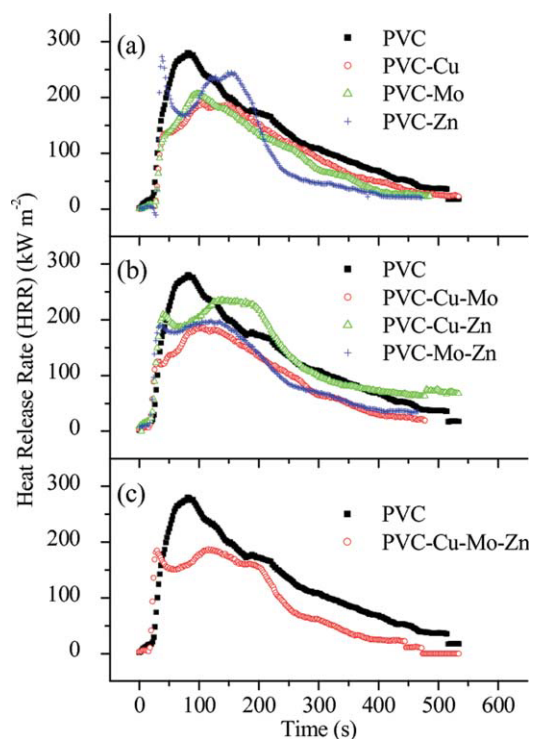 (a)
PVC
PVC-Cu
PVC-Mo
PVC-Zn
300
200
100
0
(b)
PVC
PVC-Cu-Mo
PVC-Cu-Zn
PVC-Mo-Zn
300
200
100
0
(c)
PVC
PVC-Cu-Mo-Zn
300
200
100
0
Heat Release Rate (HRR) (kW m⁻²)
0 100 200 300 400 500 600
Time (s)